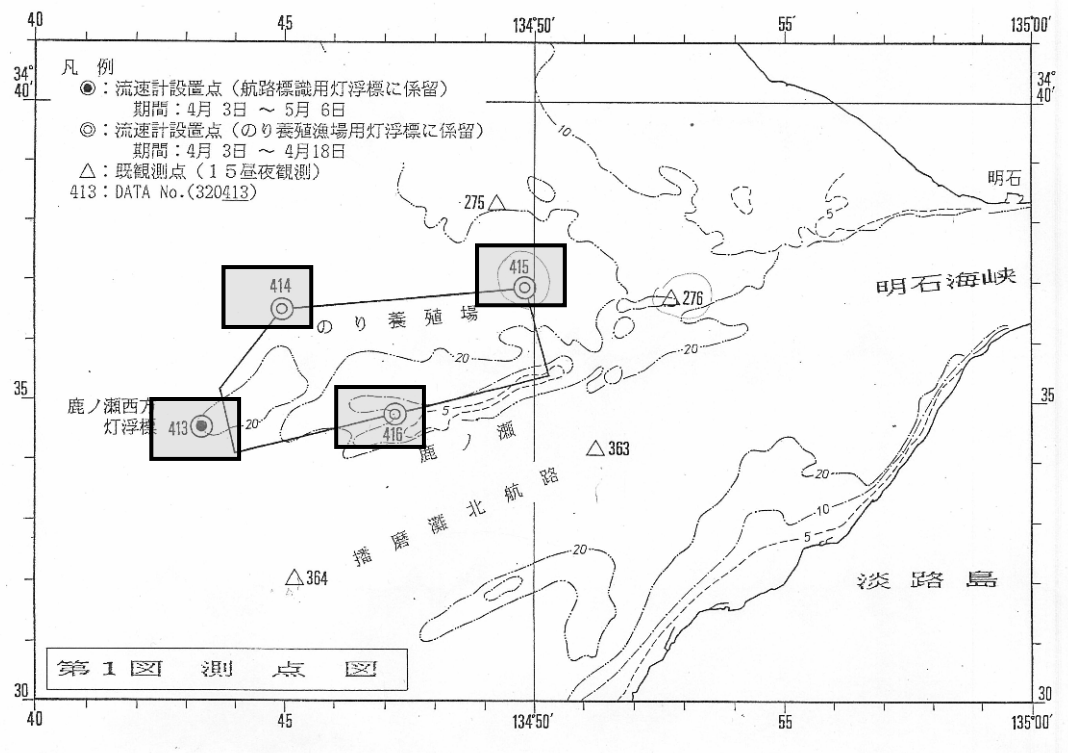 40
45
134°50′
55
135°00′
34°
40′
34°
40′
凡 例
◉：流速計設置点（航路標識用灯浮標に係留）
期間：4月 3日 ～ 5月 6日
◎：流速計設置点（のり養殖漁場用灯浮標に係留）
期間：4月 3日 ～ 4月18日
△：既観測点（15昼夜観測）
413：DATA No.(320413)
10
明石
275
5
415
414
276
明石海峡
のり養殖場
20
20
35
35
鹿ノ瀬西方
灯浮標
413
20
5
416
鹿ノ瀬
363
20
10
播磨灘北航路
5
20
364
淡路島
第1図 測点図
30
30
40
45
134°50′
55
135°00′